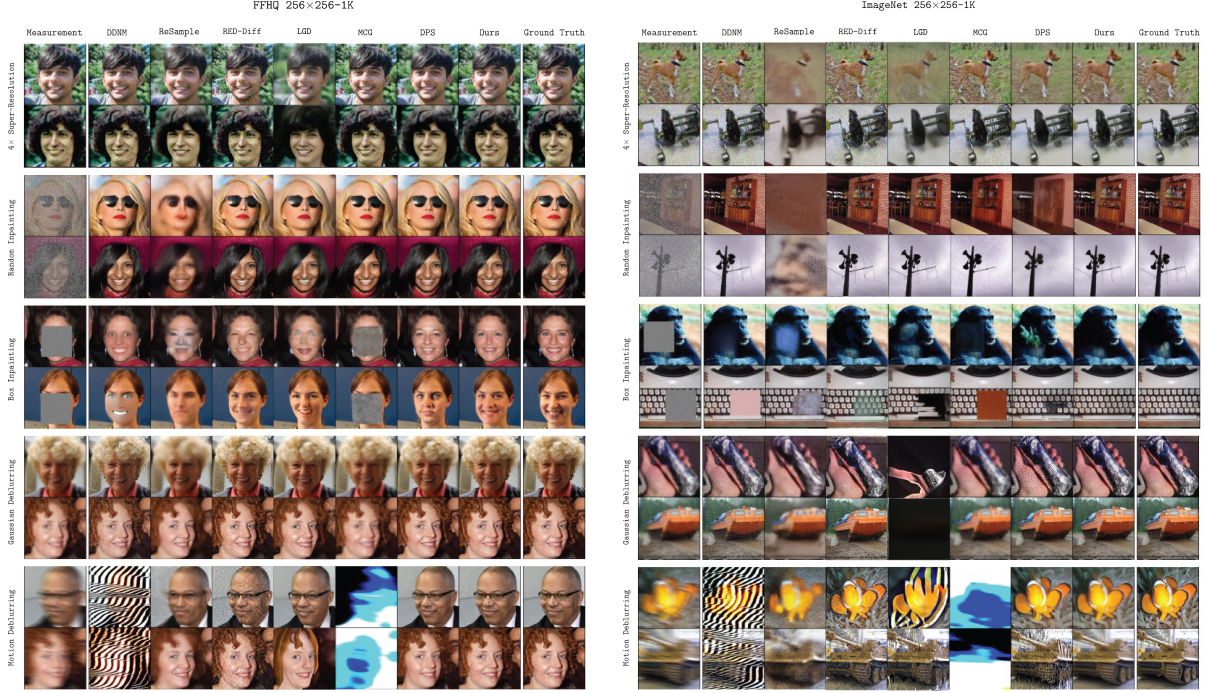 FFHQ 256×256-1K
Measurement DDNM ReSample RED-Diff LGD MCG DPS Ours Ground Truth
4× Super-Resolution
Random Inpainting
Box Inpainting
Gaussian Deblurring
Motion Deblurring
ImageNet 256×256-1K
Measurement DDNM ReSample RED-Diff LGD MCG DPS Ours Ground Truth
4× Super-Resolution
Random Inpainting
Box Inpainting
Gaussian Deblurring
Motion Deblurring